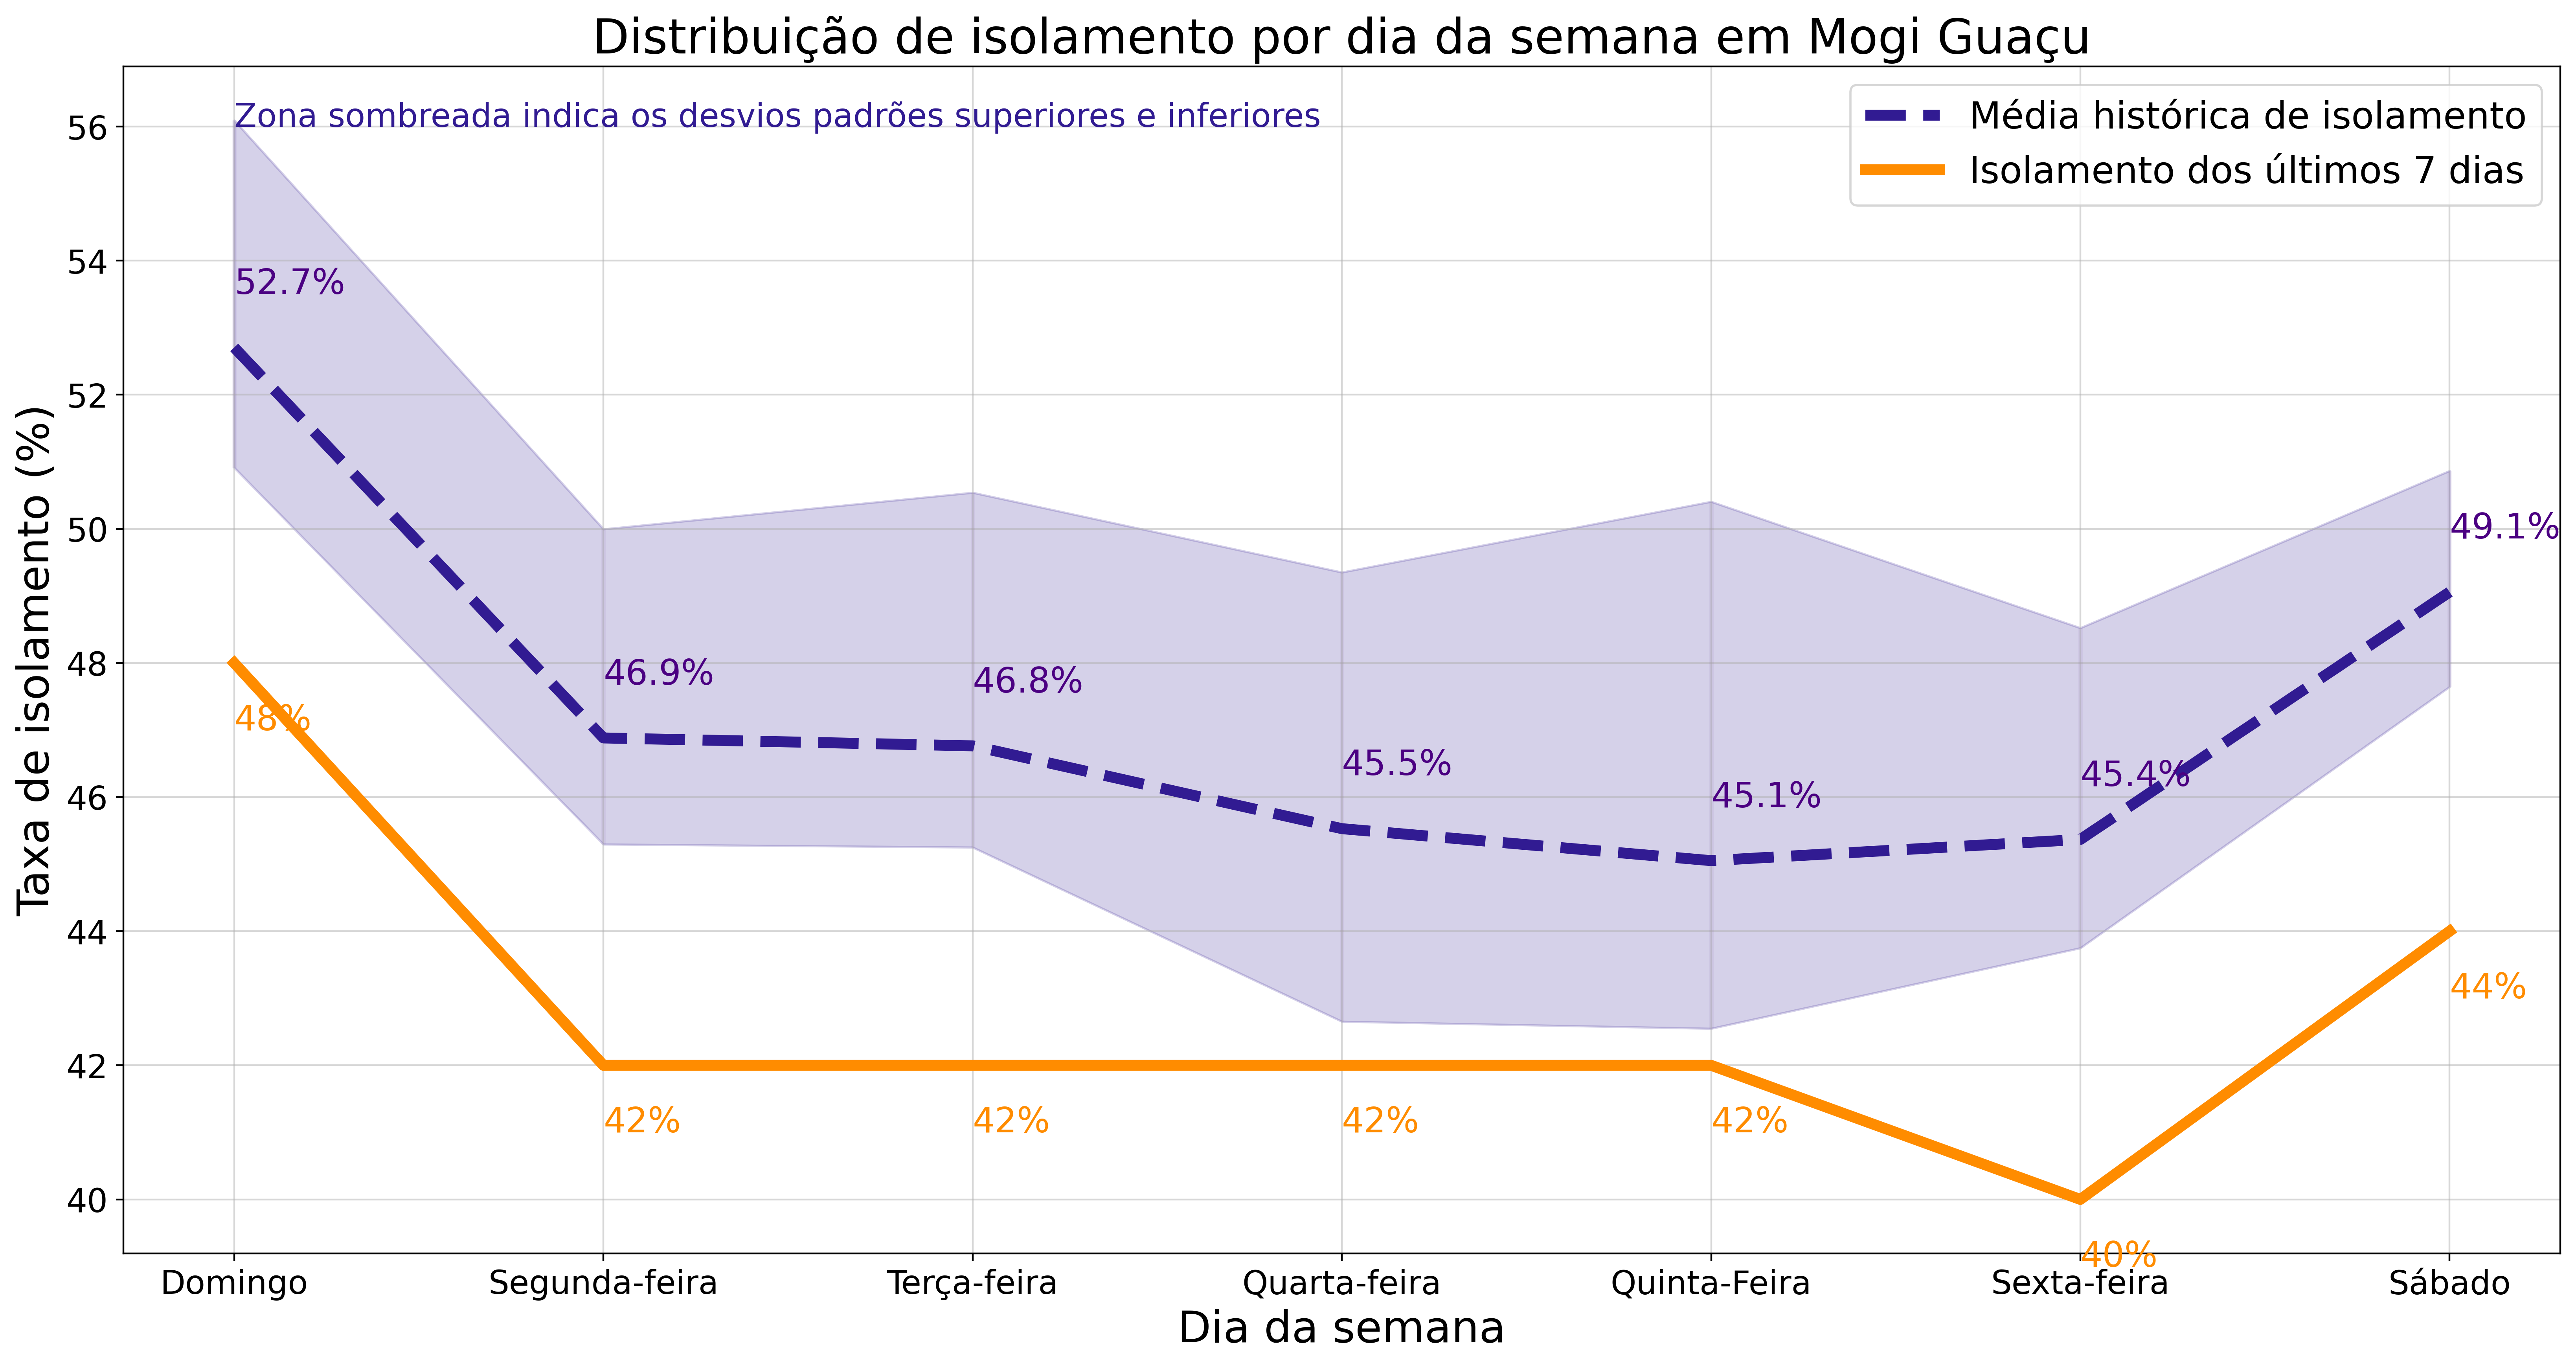 Distribuição de isolamento por dia da semana em Mogi Guaçu
Zona sombreada indica os desvios padrões superiores e inferiores
Média histórica de isolamento
Isolamento dos últimos 7 dias
Taxa de isolamento (%)
56
54
52
50
48
46
44
42
40
52.7%
46.9%
46.8%
45.5%
45.1%
45.4%
49.1%
48%
42%
42%
42%
42%
40%
44%
Domingo
Segunda-feira
Terça-feira
Quarta-feira
Quinta-Feira
Sexta-feira
Sábado
Dia da semana